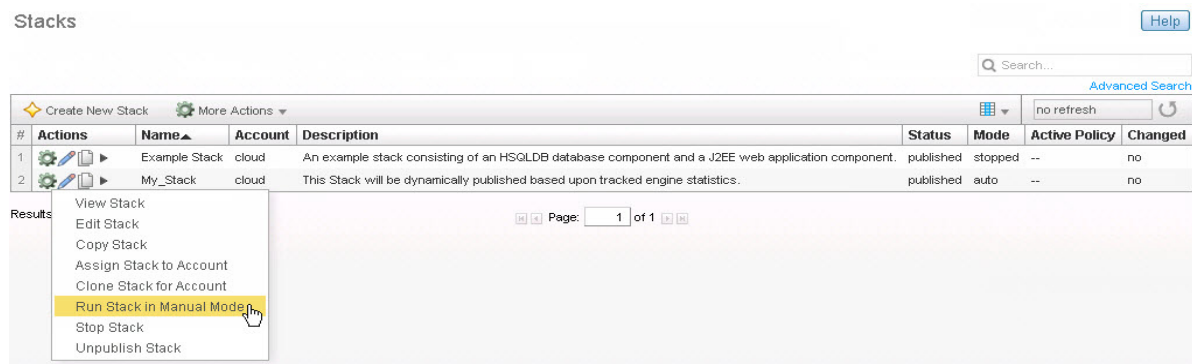 Stacks
Help
Search...
Advanced Search
Create New Stack More Actions no refresh
# Actions Name Account Description Status Mode Active Policy Changed
1 Example Stack cloud An example stack consisting of an HSQLDB database component and a J2EE web application component. published stopped -- no
2 My_Stack cloud This Stack will be dynamically published based upon tracked engine statistics. published auto -- no
Results Page: 1 of 1
View Stack
Edit Stack
Copy Stack
Assign Stack to Account
Clone Stack for Account
Run Stack in Manual Mode
Stop Stack
Unpublish Stack